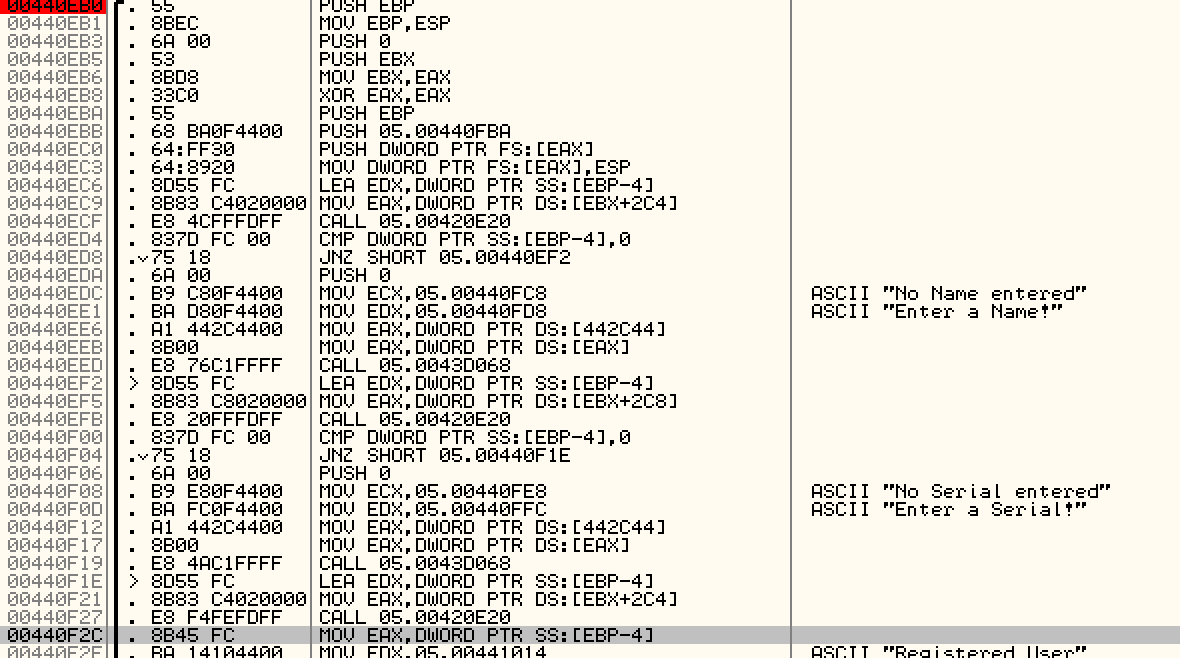 00440EB0 . 55 PUSH EBP
00440EB1 . 8BEC MOV EBP,ESP
00440EB3 . 6A 00 PUSH 0
00440EB5 . 53 PUSH EBX
00440EB6 . 8BD8 MOV EBX,EAX
00440EB8 . 33C0 XOR EAX,EAX
00440EBA . 55 PUSH EBP
00440EBB . 68 BA0F4400 PUSH 05.00440FBA
00440EC0 . 64:FF30 PUSH DWORD PTR FS:[EAX]
00440EC3 . 64:8920 MOV DWORD PTR FS:[EAX],ESP
00440EC6 . 8D55 FC LEA EDX,DWORD PTR SS:[EBP-4]
00440EC9 . 8B83 C4020000 MOV EAX,DWORD PTR DS:[EBX+2C4]
00440ECF . E8 4CFFFDFF CALL 05.00420E20
00440ED4 . 837D FC 00 CMP DWORD PTR SS:[EBP-4],0
00440ED8 .v75 18 JNZ SHORT 05.00440EF2
00440EDA . 6A 00 PUSH 0
00440EDC . B9 C80F4400 MOV ECX,05.00440FC8 ASCII "No Name entered"
00440EE1 . BA D80F4400 MOV EDX,05.00440FD8 ASCII "Enter a Name!"
00440EE6 . A1 442C4400 MOV EAX,DWORD PTR DS:[442C44]
00440EEB . 8B00 MOV EAX,DWORD PTR DS:[EAX]
00440EED . E8 76C1FFFF CALL 05.0043D068
00440EF2 > 8D55 FC LEA EDX,DWORD PTR SS:[EBP-4]
00440EF5 . 8B83 C8020000 MOV EAX,DWORD PTR DS:[EBX+2C8]
00440EFB . E8 20FFFDFF CALL 05.00420E20
00440F00 . 837D FC 00 CMP DWORD PTR SS:[EBP-4],0
00440F04 .v75 18 JNZ SHORT 05.00440F1E
00440F06 . 6A 00 PUSH 0
00440F08 . B9 E80F4400 MOV ECX,05.00440FE8 ASCII "No Serial entered"
00440F0D . BA FC0F4400 MOV EDX,05.00440FFC ASCII "Enter a Serial!"
00440F12 . A1 442C4400 MOV EAX,DWORD PTR DS:[442C44]
00440F17 . 8B00 MOV EAX,DWORD PTR DS:[EAX]
00440F19 . E8 4AC1FFFF CALL 05.0043D068
00440F1E > 8D55 FC LEA EDX,DWORD PTR SS:[EBP-4]
00440F21 . 8B83 C4020000 MOV EAX,DWORD PTR DS:[EBX+2C4]
00440F27 . E8 F4FEFDFF CALL 05.00420E20
00440F2C . 8B45 FC MOV EAX,DWORD PTR SS:[EBP-4]
00440F2F . BA 14104400 MOV EDX,05.00441014 ASCII "Registered User"